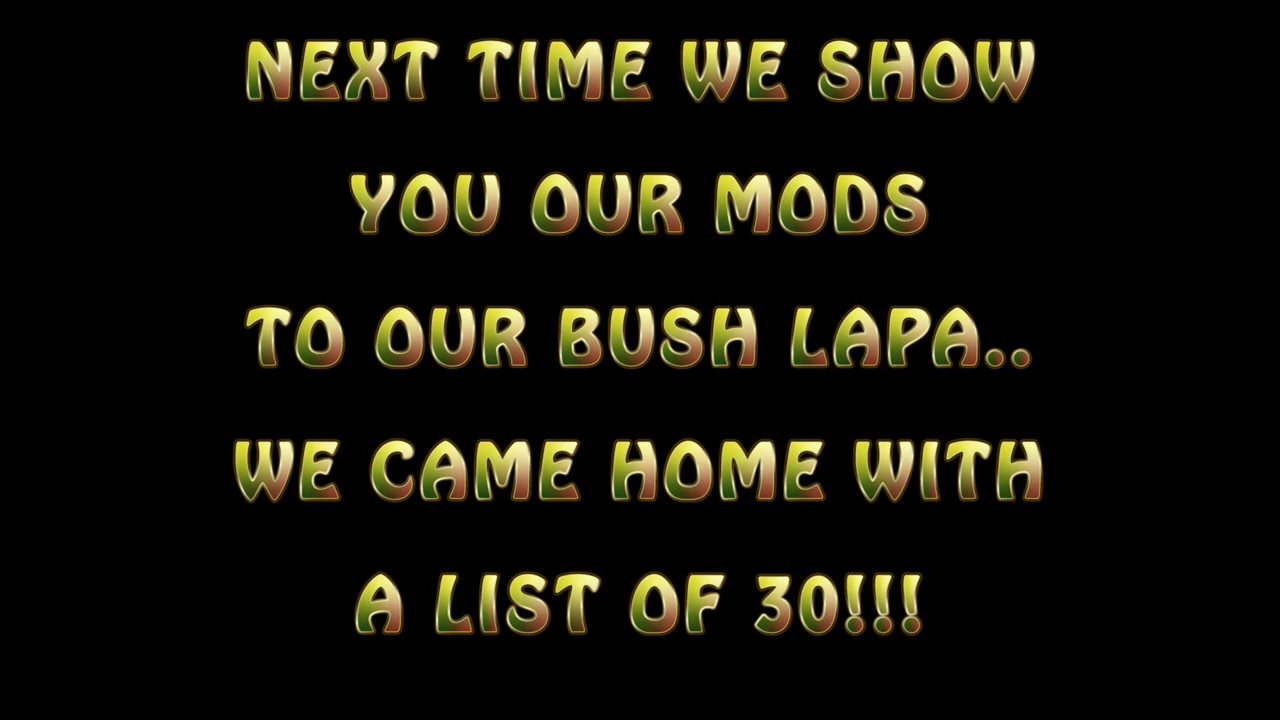 NEXT TIME WE SHOW
YOU OUR MODS
TO OUR BUSH LAPA..
WE CAME HOME WITH
A LIST OF 30!!!